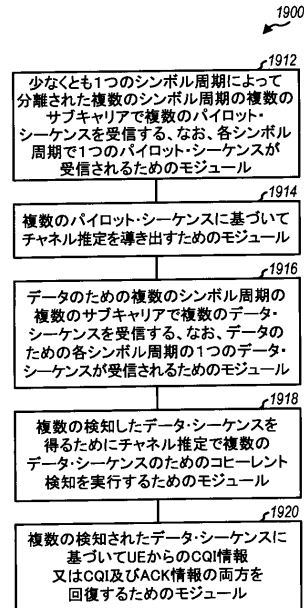 1900
1912
少なくとも1つのシンボル周期によって
分離された複数のシンボル周期の複数の
サブキャリアで複数のパイロット・
シーケンスを受信する、なお、各シンボル
周期で1つのパイロット・シーケンスが
受信されるためのモジュール
1914
複数のパイロット・シーケンスに基づいて
チャネル推定を導き出すためのモジュール
1916
データのための複数のシンボル周期の
複数のサブキャリアで複数のデータ・
シーケンスを受信する、なお、データの
ための各シンボル周期の1つのデータ・
シーケンスが受信されるためのモジュール
1918
複数の検知したデータ・シーケンスを
得るためにチャネル推定で複数の
データ・シーケンスのためのコヒーレント
検知を実行するためのモジュール
1920
複数の検知されたデータ・シーケンスに
基づいてUEからのCQI情報
又はCQI及びACK情報の両方を
回復するためのモジュール